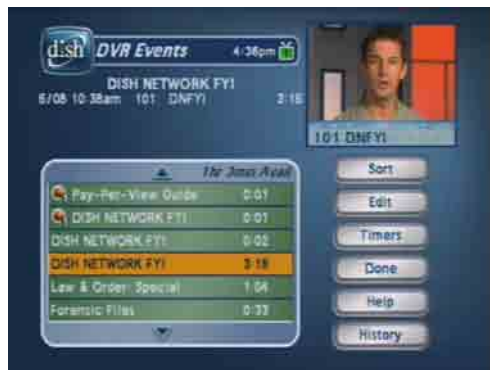 dish DVR Events 4:36pm
DISH NETWORK FYI
6/08 10:38am 101 DNFYI 3:18
101 DNFYI
1hr 3min Avail
Pay-Per-View Guide 0:01
DISH NETWORK FYI 0:01
DISH NETWORK FYI 0:02
DISH NETWORK FYI 3:18
Law & Order: Special 1:04
Forensic Files 0:33
Sort
Edit
Timers
Done
Help
History